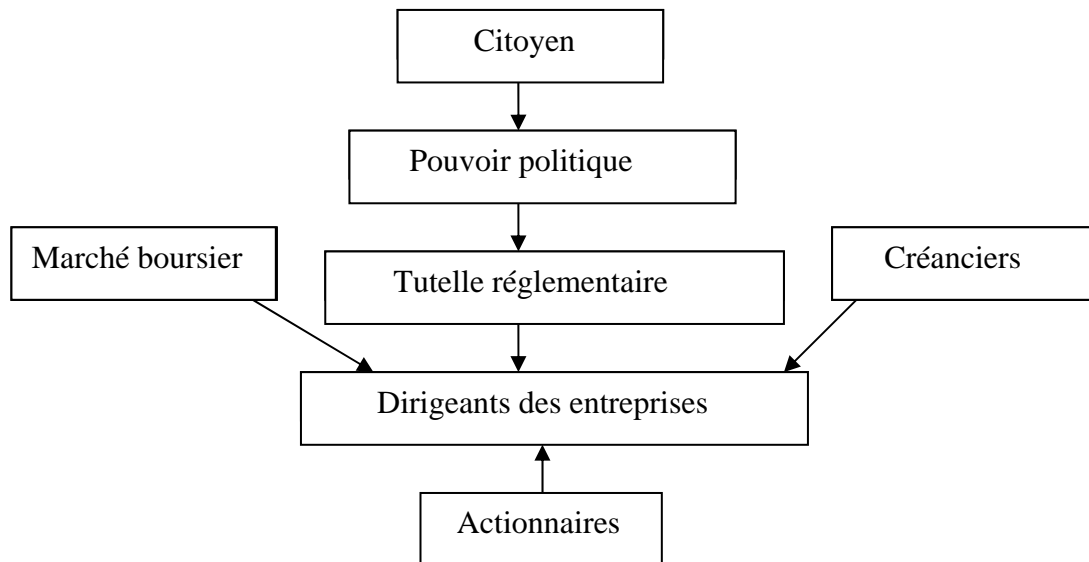 Citoyen
Pouvoir politique
Marché boursier
Tutelle réglementaire
Créanciers
Dirigeants des entreprises
Actionnaires